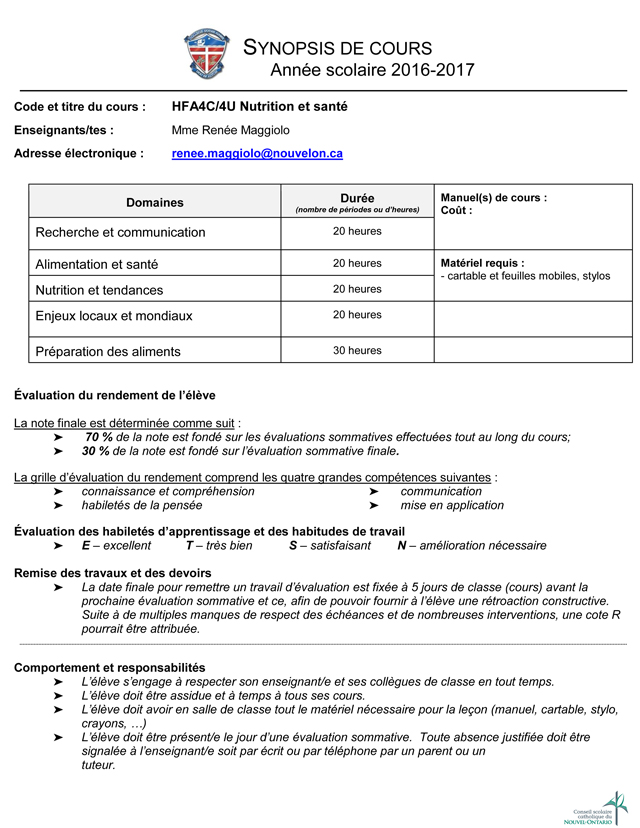 SYNOPSIS DE COURS
Année scolaire 2016-2017
Code et titre du cours : HFA4C/4U Nutrition et santé
Enseignants/tes : Mme Renée Maggiolo
Adresse électronique : renee.maggiolo@nouvelon.ca
Domaines
Durée
(nombre de périodes ou d'heures)
Manuel(s) de cours :
Coût :
Recherche et communication 20 heures
Alimentation et santé 20 heures
Matériel requis :
- cartable et feuilles mobiles, stylos
Nutrition et tendances 20 heures
Enjeux locaux et mondiaux 20 heures
Préparation des aliments 30 heures
Évaluation du rendement de l'élève
La note finale est déterminée comme suit :
➤ 70 % de la note est fondé sur les évaluations sommatives effectuées tout au long du cours;
➤ 30 % de la note est fondé sur l'évaluation sommative finale.
La grille d'évaluation du rendement comprend les quatre grandes compétences suivantes :
➤ connaissance et compréhension ➤ communication
➤ habiletés de la pensée ➤ mise en application
Évaluation des habiletés d'apprentissage et des habitudes de travail
➤ E – excellent T – très bien S – satisfaisant N – amélioration nécessaire
Remise des travaux et des devoirs
➤ La date finale pour remettre un travail d'évaluation est fixée à 5 jours de classe (cours) avant la
prochaine évaluation sommative et ce, afin de pouvoir fournir à l'élève une rétroaction constructive.
Suite à de multiples manques de respect des échéances et de nombreuses interventions, une cote R
pourrait être attribuée.
Comportement et responsabilités
➤ L'élève s'engage à respecter son enseignant/e et ses collègues de classe en tout temps.
➤ L'élève doit être assidue et à temps à tous ses cours.
➤ L'élève doit avoir en salle de classe tout le matériel nécessaire pour la leçon (manuel, cartable, stylo,
crayons, …)
➤ L'élève doit être présent/e le jour d'une évaluation sommative. Toute absence justifiée doit être
signalée à l'enseignant/e soit par écrit ou par téléphone par un parent ou un
tuteur.
Conseil scolaire
catholique du
NOUVEL-ONTARIO